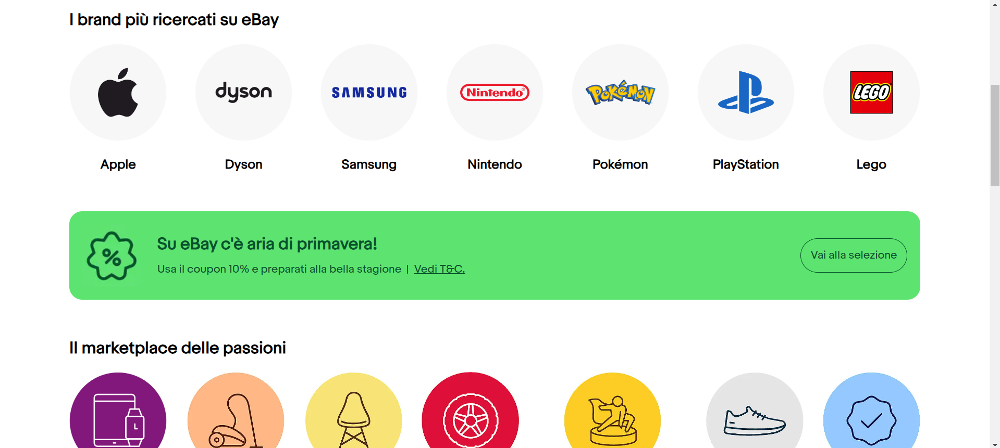 I brand più ricercati su eBay
dyson
SAMSUNG
Nintendo®
POKéMON
LEGO
Apple
Dyson
Samsung
Nintendo
Pokémon
PlayStation
Lego
Su eBay c'è aria di primavera!
Usa il coupon 10% e preparati alla bella stagione | Vedi T&C.
Vai alla selezione
%
Il marketplace delle passioni